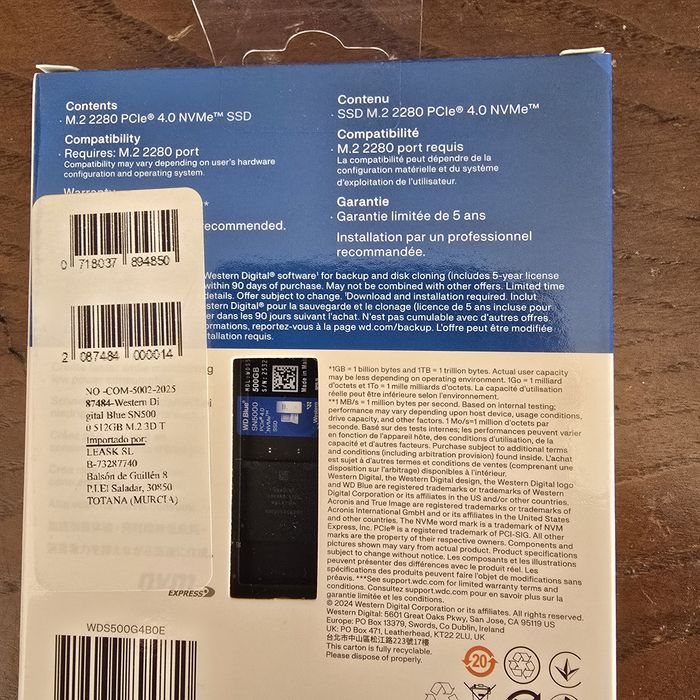 Contents
· M.2 2280 PCIe® 4.0 NVMe™ SSD
Compatibility
· Requires: M.2 2280 port
Compatibility may vary depending on user's hardware
configuration and operating system.
Warranty
*
ecommended.
Contenu
· SSD M.2 2280 PCIe® 4.0 NVMe™
Compatibilité
· M.2 2280 port requis
La compatibilité peut dépendre de la
configuration matérielle et du système
d'exploitation de l'utilisateur.
Garantie
· Garantie limitée de 5 ans
Installation par un professionnel
recommandée.
Western Digital® software¹ for backup and disk cloning (includes 5-year license
within 90 days of purchase. May not be combined with other offers. Limited time
details. Offer subject to change. ¹Download and installation required. Inclut
stern Digital® pour la sauvegarde et le clonage (licence de 5 ans incluse pour
er dans les 90 jours suivant l'achat. N'est pas cumulable avec d'autres offres.
ormations, reportez-vous à la page wd.com/backup. L'offre peut être modifiée
tallation requis.
0 718037 894850
2 087484 000014
NO -COM-5002-2025
87484-Western Di
gital Blue SN500
0 512GB M.2 3D T
Importado por:
LEASK SL
B-73287740
Balsón de Guillén 8
P.I.El Saladar, 30850
TOTANA (MURCIA)
nvm
EXPRESS
WDS500G4B0E
500GB
WD Blue®
SN5000
PCIe® 4.0
NVMe™
SSD
Western
*1GB = 1 billion bytes and 1TB = 1 trillion bytes. Actual user capacity
may be less depending on operating environment. 1Go = 1 milliard
d'octets et 1To = 1 mille milliards d'octets. La capacité utilisateur
réelle peut être inférieure selon l'environnement.
**1 MB/s = 1 million bytes per second. Based on internal testing;
performance may vary depending upon host device, usage conditions,
drive capacity, and other factors. 1 Mo/s=1 million d'octets par
seconde. Basé sur des tests internes; les performances peuvent varier
en fonction de l'appareil hôte, des conditions d'utilisation, de la
capacité et d'autres facteurs. Purchase subject to additional terms
and conditions (including arbitration provision) found inside. L'achat
est sujet à d'autres termes et conditions de ventes (comprenant une
disposition sur l'arbitrage) disponibles à l'intérieur.
Western Digital, the Western Digital design, the Western Digital logo
and WD Blue are registered trademarks or trademarks of Western
Digital Corporation or its affiliates in the US and/or other countries.
Acronis and True Image are registered trademarks or trademarks of
Acronis International GmbH and or its affiliates in the United States
and other countries. The NVMe word mark is a trademark of NVM
Express, Inc. PCIe® is a registered trademark of PCI-SIG. All other
marks are the property of their respective owners. Components and
pictures shown may vary from actual product. Product specifications
subject to change without notice. Les composants et les illustrations
peuvent présenter des différences avec le produit réel. Les
spécifications des produits peuvent faire l'objet de modifications sans
préavis. ***See support.wdc.com for limited warranty terms and
conditions. Consultez support.wdc.com pour en savoir plus sur la
garantie limitée et les conditions.
© 2024 Western Digital Corporation or its affiliates. All rights reserved.
Western Digital: 5601 Great Oaks Pkwy, San Jose, CA 95119 US
EU: PO Box 13379, Swords, Co Dublin, Ireland
UK: PO Box 471, Leatherhead, KT22 2LU, UK
台北市中山區松江路223號17樓
This carton is fully recyclable.
Please dispose of properly.
20